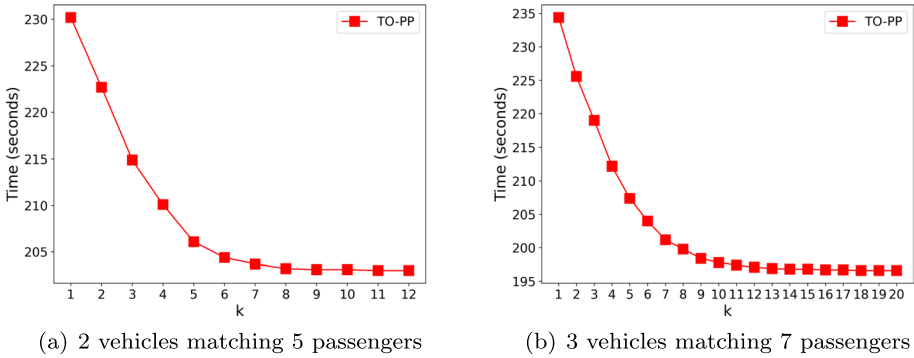 TO-PP
230
225
220
215
210
205
Time (seconds)
1 2 3 4 5 6 7 8 9 10 11 12
k
(a) 2 vehicles matching 5 passengers
TO-PP
235
230
225
220
215
210
205
200
195
Time (seconds)
1 2 3 4 5 6 7 8 9 10 11 12 13 14 15 16 17 18 19 20
k
(b) 3 vehicles matching 7 passengers